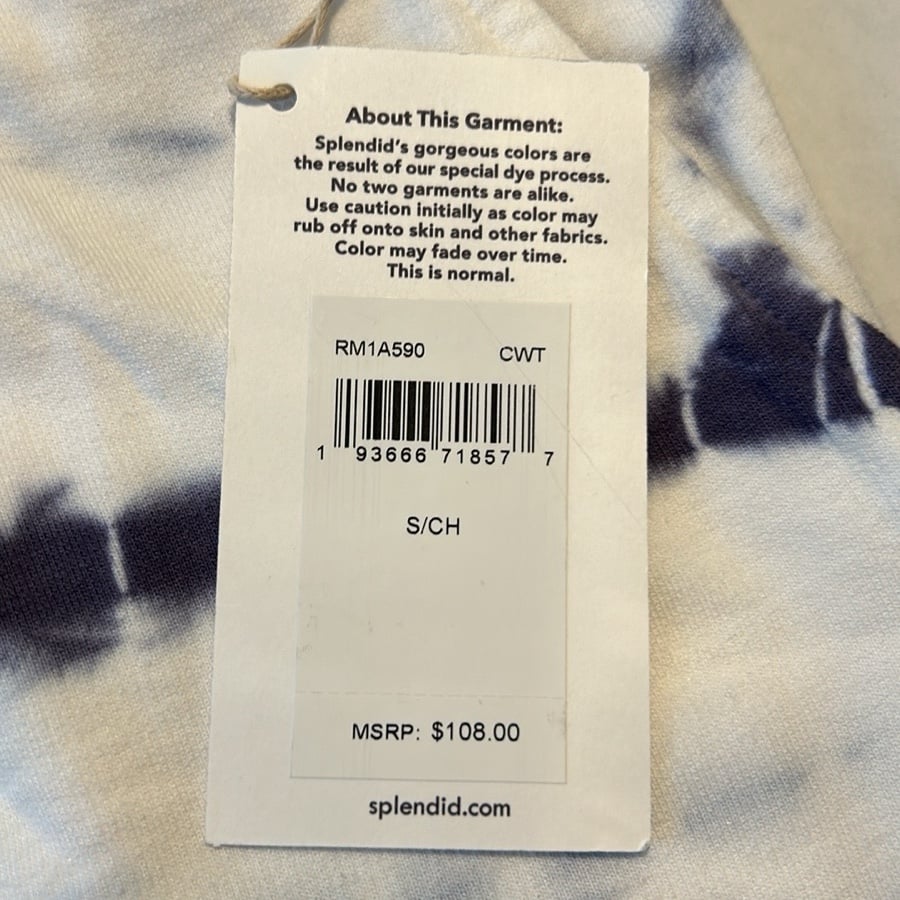 About This Garment:
Splendid's gorgeous colors are
the result of our special dye process.
No two garments are alike.
Use caution initially as color may
rub off onto skin and other fabrics.
Color may fade over time.
This is normal.
RM1A590 CWT
1 93666 71857 7
S/CH
MSRP: $108.00
splendid.com